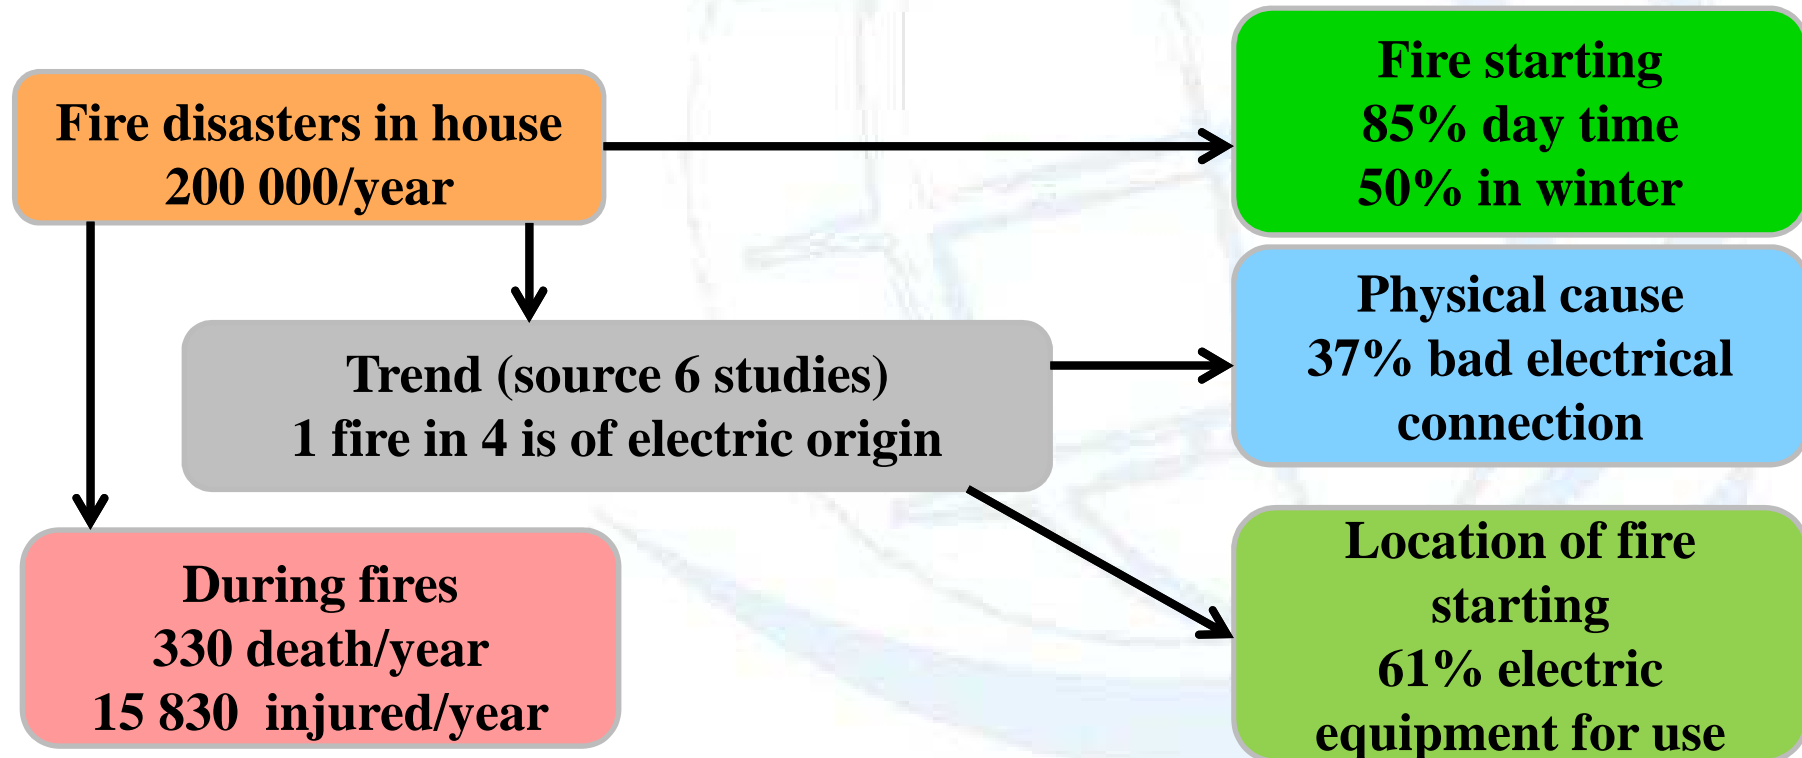 Fire disasters in house
200 000/year
Fire starting
85% day time
50% in winter
Trend (source 6 studies)
1 fire in 4 is of electric origin
Physical cause
37% bad electrical
connection
During fires
330 death/year
15 830 injured/year
Location of fire
starting
61% electric
equipment for use